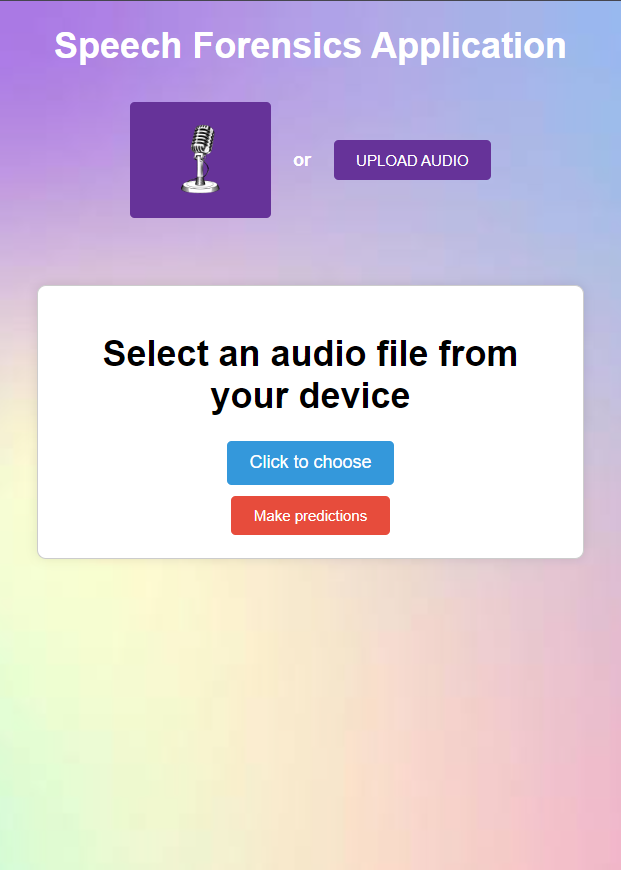 Speech Forensics Application
or
UPLOAD AUDIO
Select an audio file from
your device
Click to choose
Make predictions